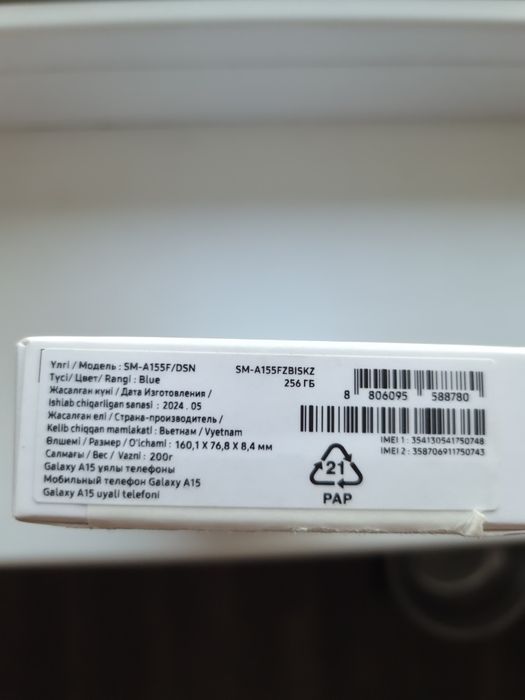 Үлгі / Модель : SM-A155F/DSN
Түсі/ Цвет/ Rangi : Blue
Жасалған күні / Дата Изготовления /
Ishlab chiqarilgan sanasi : 2024 . 05
Жасалған елі / Страна-производитель /
Kelib chiqqan mamlakati : Вьетнам / Vyetnam
Өлшемі / Размер / O'lchami : 160,1 X 76,8 X 8,4 мм
Салмағы / Вес / Vazni : 200г
Galaxy A15 ұялы телефоны
Мобильный телефон Galaxy A15
Galaxy A15 uyali telefoni
SM-A155FZBISKZ
256 ГБ
8 806095 588780
IMEI 1 : 354130541750748
IMEI 2 : 358706911750743
21
PAP